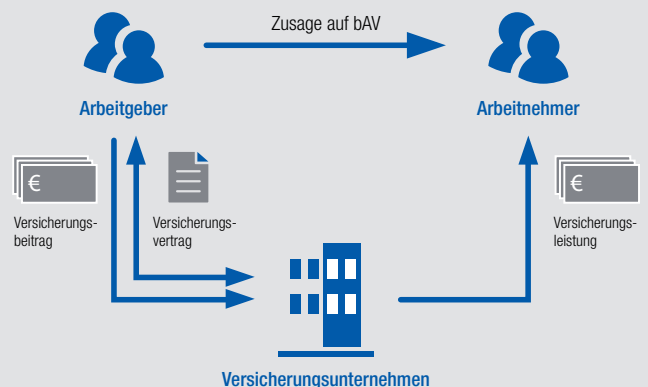 Zusage auf bAV
Arbeitgeber
Arbeitnehmer
€
Versicherungs-
beitrag
Versicherungs-
vertrag
€
Versicherungs-
leistung
Versicherungsunternehmen